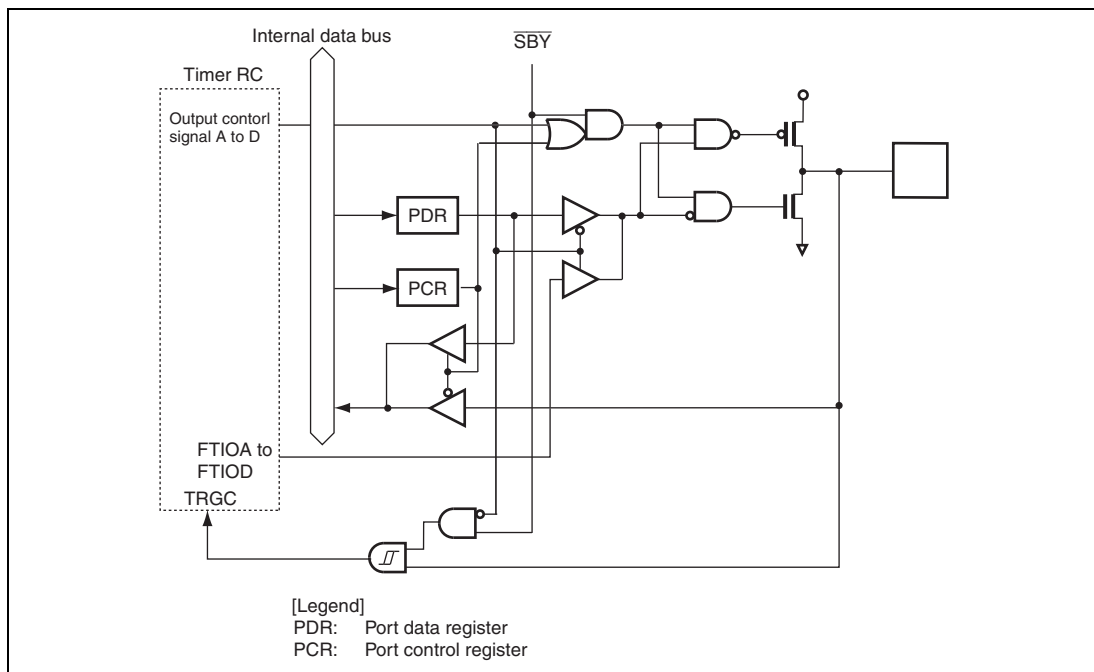 Internal data bus
SBY
Timer RC
Output contorl
signal A to D
PDR
PCR
FTIOA to
FTIOD
TRGC
[Legend]
PDR: Port data register
PCR: Port control register